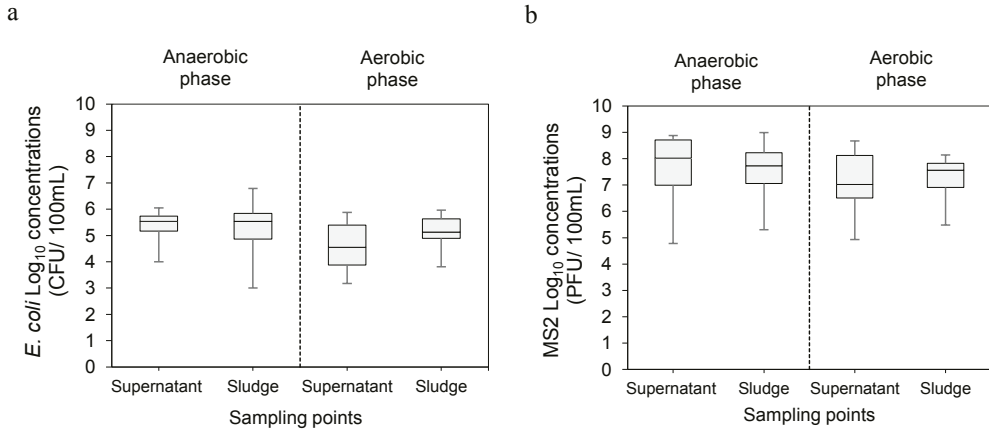 a
Anaerobic
phase
Aerobic
phase
E. coli Log10 concentrations
(CFU/ 100mL)
10
9
8
7
6
5
4
3
2
1
0
Supernatant Sludge Supernatant Sludge
Sampling points
b
Anaerobic
phase
Aerobic
phase
MS2 Log10 concentrations
(PFU/ 100mL)
10
9
8
7
6
5
4
3
2
1
0
Supernatant Sludge Supernatant Sludge
Sampling points